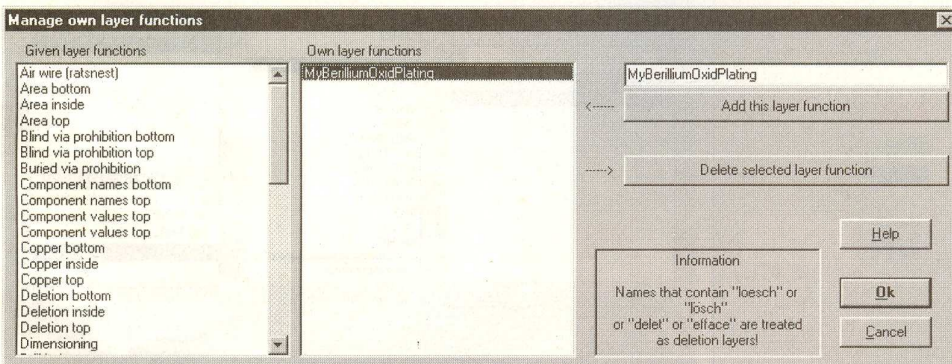 Manage own layer functions
Given layer functions
Air wire (ratsnest)
Area bottom
Area inside
Area top
Blind via prohibition bottom
Blind via prohibition top
Buried via prohibition
Component names bottom
Component names top
Component values top
Component values top
Copper bottom
Copper inside
Copper top
Deletion bottom
Deletion inside
Deletion top
Dimensioning
Own layer functions
MyBerilliumOxidPlating
MyBerilliumOxidPlating
<------ Add this layer function
------> Delete selected layer function
Information
Names that contain "loesch" or
"lösch"
or "delet" or "efface" are treated
as deletion layers!
Help
Ok
Cancel